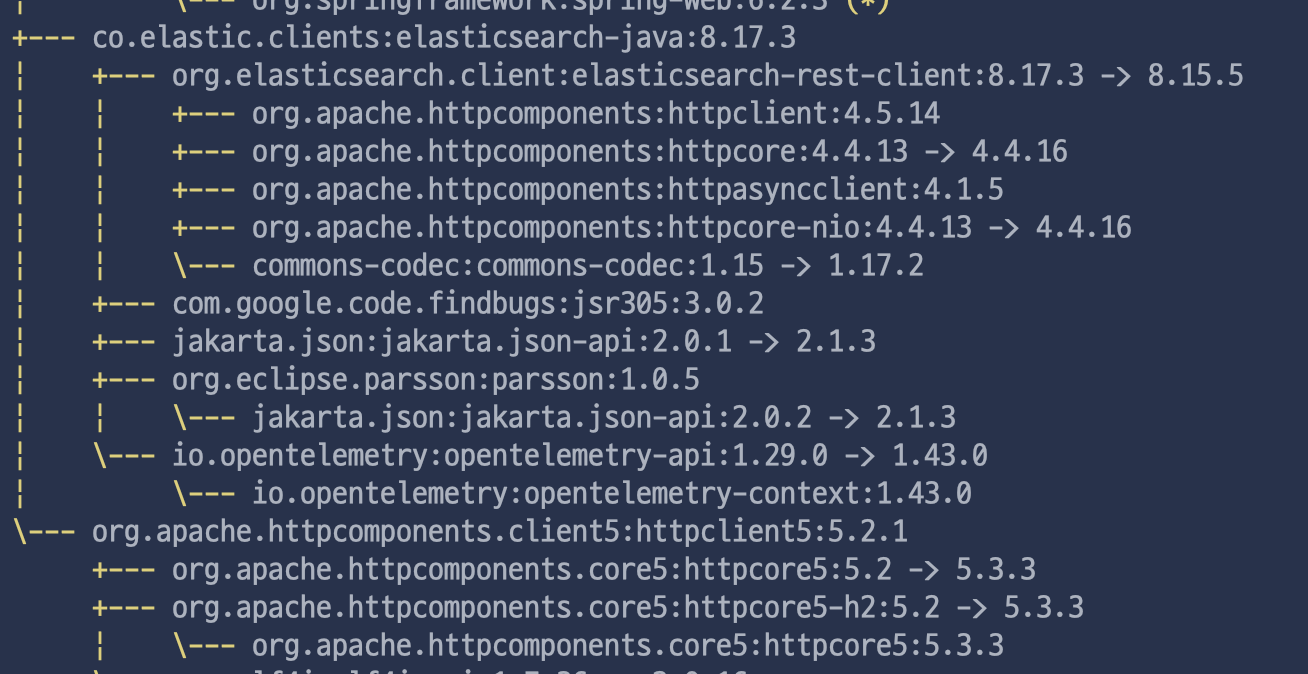 \--- org.springframework:spring-web:6.2.3 (*)
+--- co.elastic.clients:elasticsearch-java:8.17.3
¦    +--- org.elasticsearch.client:elasticsearch-rest-client:8.17.3 -> 8.15.5
¦    ¦    +--- org.apache.httpcomponents:httpclient:4.5.14
¦    ¦    +--- org.apache.httpcomponents:httpcore:4.4.13 -> 4.4.16
¦    ¦    +--- org.apache.httpcomponents:httpasyncclient:4.1.5
¦    ¦    +--- org.apache.httpcomponents:httpcore-nio:4.4.13 -> 4.4.16
¦    ¦    \--- commons-codec:commons-codec:1.15 -> 1.17.2
¦    +--- com.google.code.findbugs:jsr305:3.0.2
¦    +--- jakarta.json:jakarta.json-api:2.0.1 -> 2.1.3
¦    +--- org.eclipse.parsson:parsson:1.0.5
¦    ¦    \--- jakarta.json:jakarta.json-api:2.0.2 -> 2.1.3
¦    \--- io.opentelemetry:opentelemetry-api:1.29.0 -> 1.43.0
¦         \--- io.opentelemetry:opentelemetry-context:1.43.0
\--- org.apache.httpcomponents.client5:httpclient5:5.2.1
     +--- org.apache.httpcomponents.core5:httpcore5:5.2 -> 5.3.3
     +--- org.apache.httpcomponents.core5:httpcore5-h2:5.2 -> 5.3.3
     ¦    \--- org.apache.httpcomponents.core5:httpcore5:5.3.3